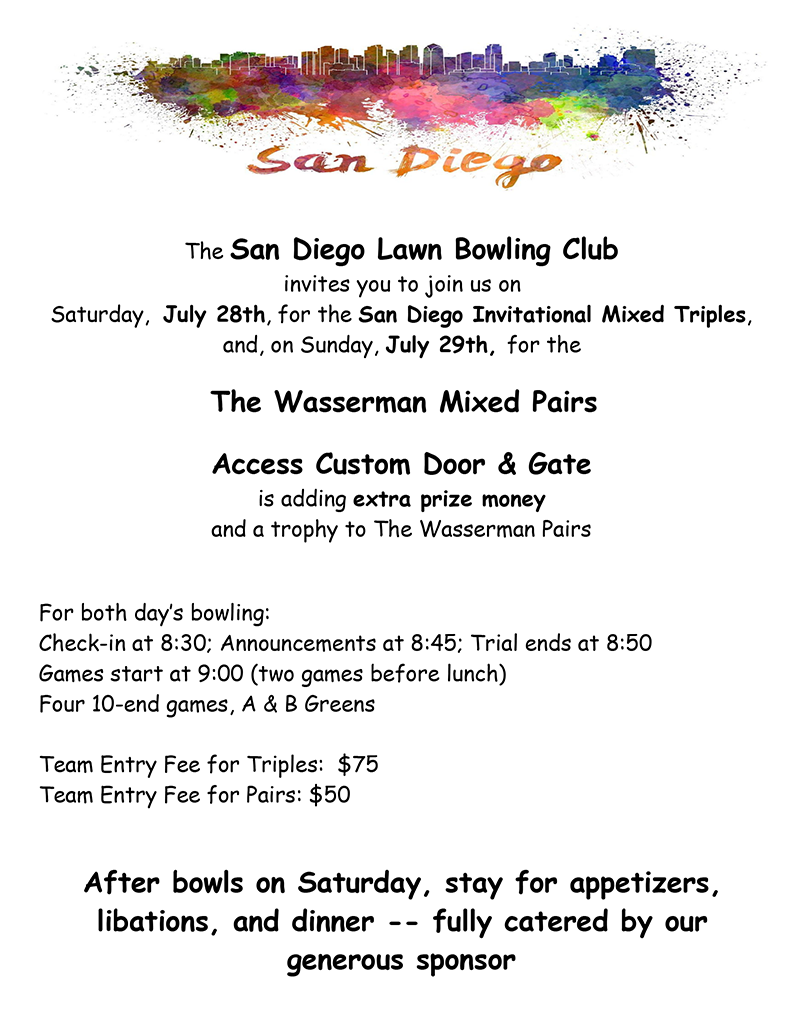 San Diego
The San Diego Lawn Bowling Club
invites you to join us on
Saturday, July 28th, for the San Diego Invitational Mixed Triples,
and, on Sunday, July 29th, for the
The Wasserman Mixed Pairs
Access Custom Door & Gate
is adding extra prize money
and a trophy to The Wasserman Pairs
For both day's bowling:
Check-in at 8:30; Announcements at 8:45; Trial ends at 8:50
Games start at 9:00 (two games before lunch)
Four 10-end games, A & B Greens
Team Entry Fee for Triples: $75
Team Entry Fee for Pairs: $50
After bowls on Saturday, stay for appetizers,
libations, and dinner -- fully catered by our
generous sponsor